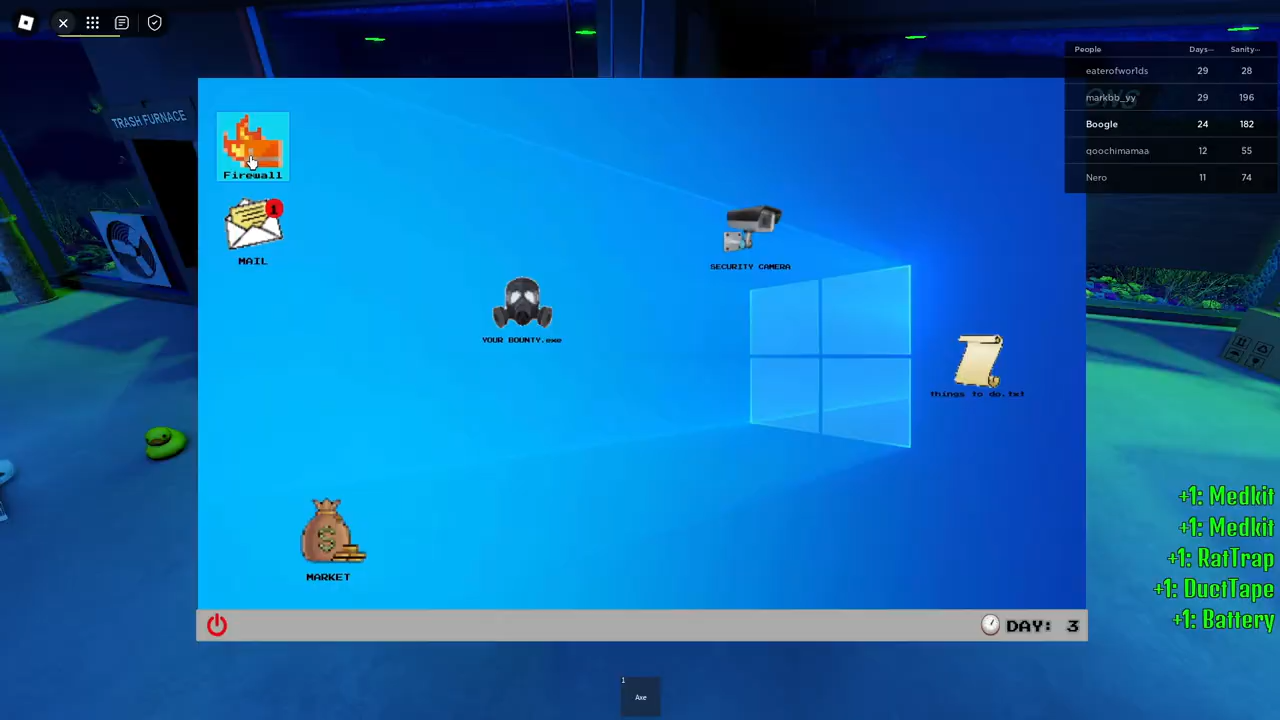 People Days... Sanity...
eaterofwor1ds 29 28
markbb_yy 29 196
Boogle 24 182
qoochimamaa 12 55
Nero 11 74
TRASH FURNACE
Firewall
1
MAIL
SECURITY CAMERA
YOUR BOUNTY.exe
things to do.txt
MARKET
+1: Medkit
+1: Medkit
+1: RatTrap
+1: DuctTape
+1: Battery
DAY: 3
1
Axe